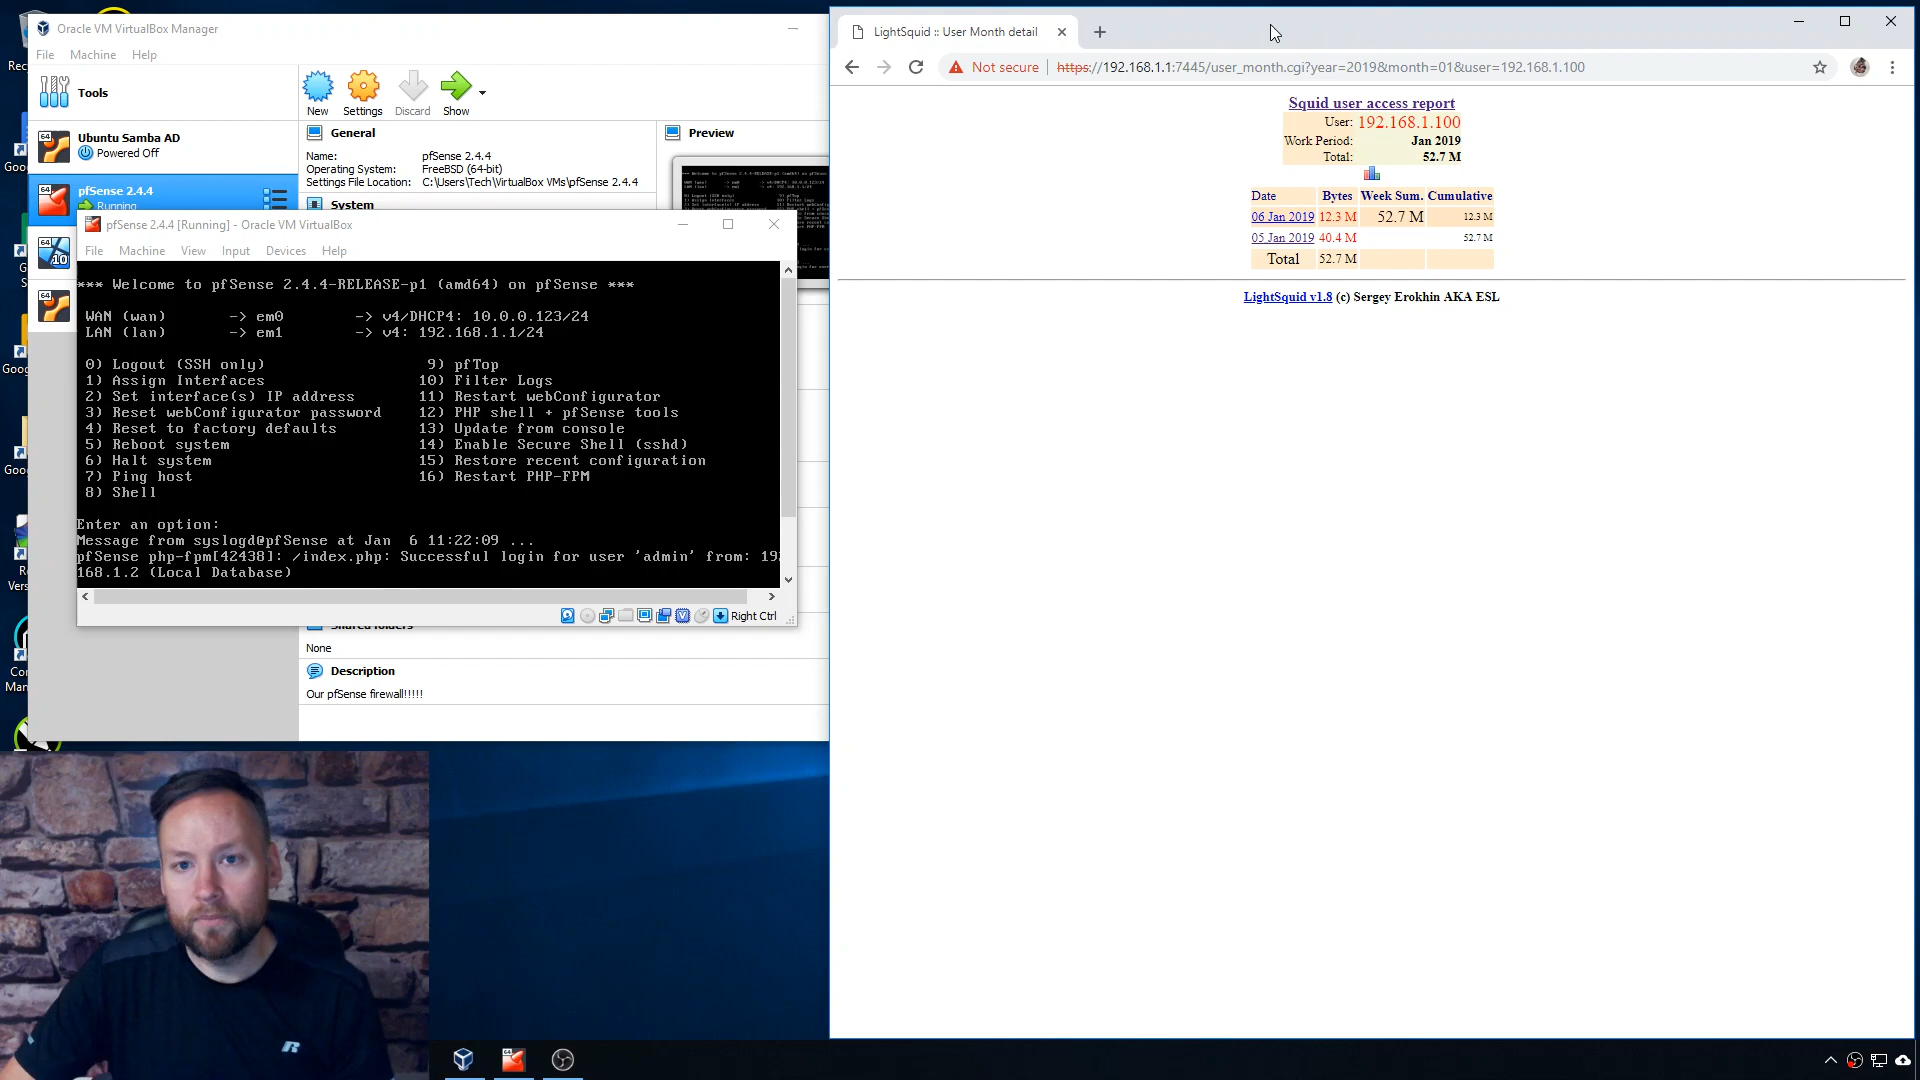 Oracle VM VirtualBox Manager
File Machine Help
Tools
New
Settings
Discard
Show
Ubuntu Samba AD
Powered Off
pfSense 2.4.4
Running
General
Name: pfSense 2.4.4
Operating System: FreeBSD (64-bit)
Settings File Location: C:\Users\Tech\VirtualBox VMs\pfSense 2.4.4
System
Preview
pfSense 2.4.4 [Running] - Oracle VM VirtualBox
File Machine View Input Devices Help
*** Welcome to pfSense 2.4.4-RELEASE-p1 (amd64) on pfSense ***
WAN (wan) -> em0 -> v4/DHCP4: 10.0.0.123/24
LAN (lan) -> em1 -> v4: 192.168.1.1/24
0) Logout (SSH only) 9) pfTop
1) Assign Interfaces 10) Filter Logs
2) Set interface(s) IP address 11) Restart webConfigurator
3) Reset webConfigurator password 12) PHP shell + pfSense tools
4) Reset to factory defaults 13) Update from console
5) Reboot system 14) Enable Secure Shell (sshd)
6) Halt system 15) Restore recent configuration
7) Ping host 16) Restart PHP-FPM
8) Shell
Enter an option:
Message from syslogd@pfSense at Jan 6 11:22:09 ...
pfSense php-fpm[42438]: /index.php: Successful login for user 'admin' from: 19
168.1.2 (Local Database)
Right Ctrl
Shared folders
None
Description
Our pfSense firewall!!!!!
LightSquid :: User Month detail
Not secure https://192.168.1.1:7445/user_month.cgi?year=2019&month=01&user=192.168.1.100
Squid user access report
User: 192.168.1.100
Work Period: Jan 2019
Total: 52.7 M
Date Bytes Week Sum. Cumulative
06 Jan 2019 12.3 M 52.7 M 12.3 M
05 Jan 2019 40.4 M 52.7 M
Total 52.7 M
LightSquid v1.8 (c) Sergey Erokhin AKA ESL